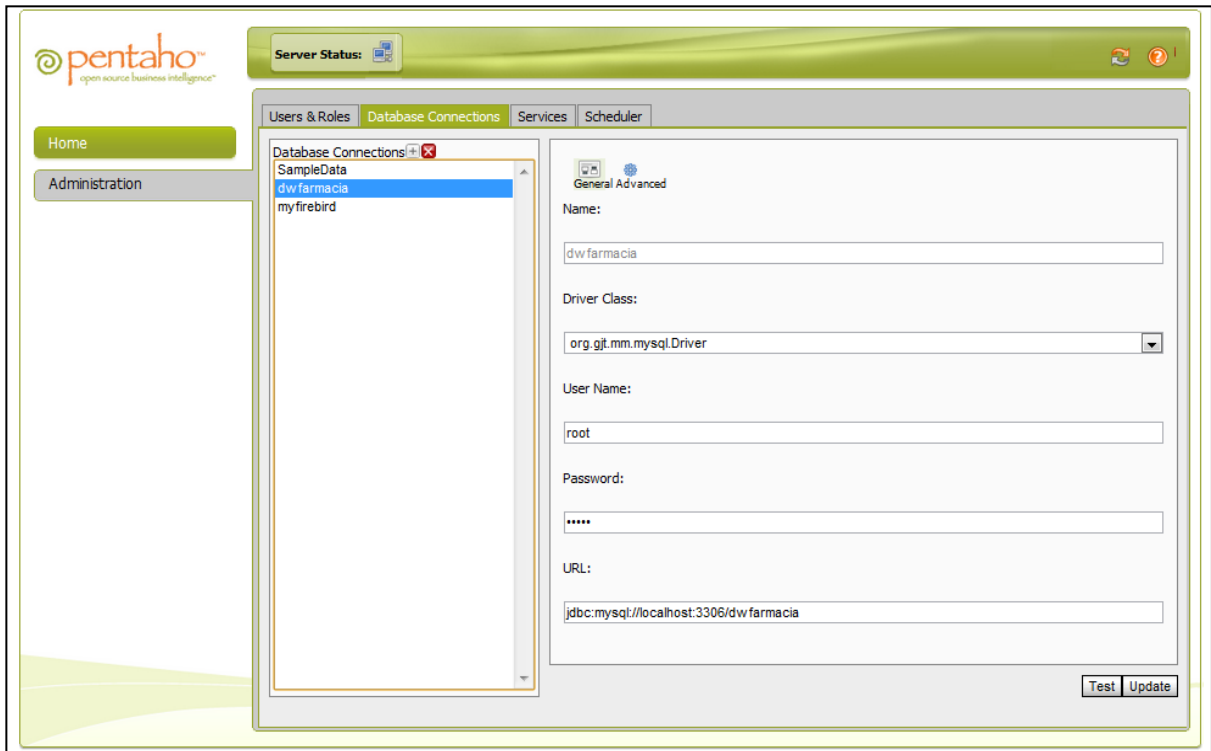 pentaho™
open source business intelligence™
Server Status:
Home
Administration
Users & Roles
Database Connections
Services
Scheduler
Database Connections
SampleData
dwfarmacia
myfirebird
General Advanced
Name:
dwfarmacia
Driver Class:
org.gjt.mm.mysql.Driver
User Name:
root
Password:
•••••
URL:
jdbc:mysql://localhost:3306/dwfarmacia
Test Update